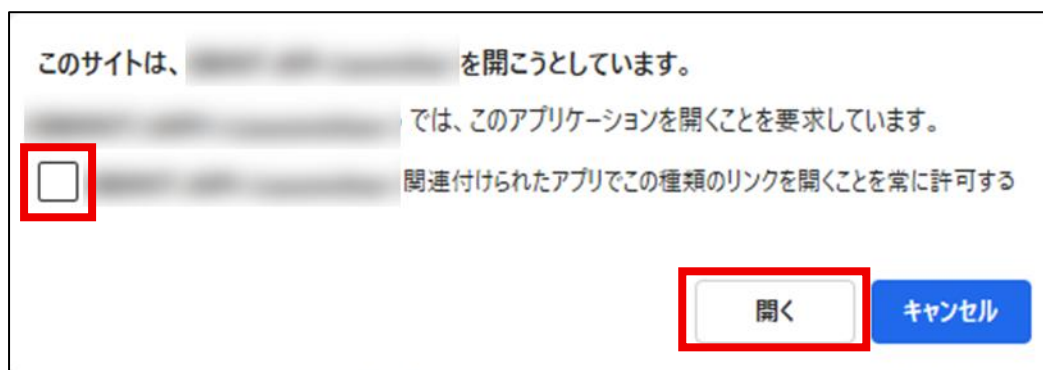 このサイトは、 を開こうとしています。
では、このアプリケーションを開くことを要求しています。
関連付けられたアプリでこの種類のリンクを開くことを常に許可する
開く キャンセル